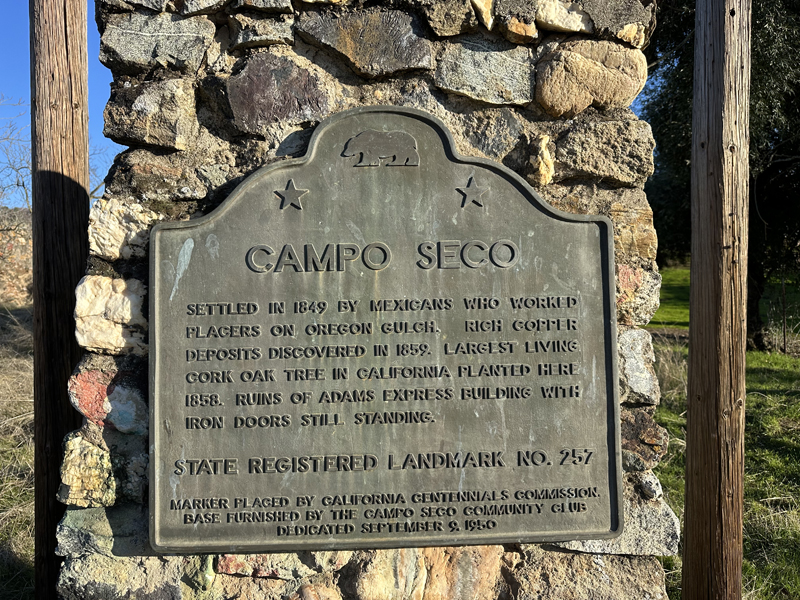 CAMPO SECO
SETTLED IN 1849 BY MEXICANS WHO WORKED
PLACERS ON OREGON GULCH. RICH COPPER
DEPOSITS DISCOVERED IN 1859. LARGEST LIVING
CORK OAK TREE IN CALIFORNIA PLANTED HERE
1858. RUINS OF ADAMS EXPRESS BUILDING WITH
IRON DOORS STILL STANDING.
STATE REGISTERED LANDMARK NO. 257
MARKER PLACED BY CALIFORNIA CENTENNIALS COMMISSION.
BASE FURNISHED BY THE CAMPO SECO COMMUNITY CLUB
DEDICATED SEPTEMBER 9, 1950